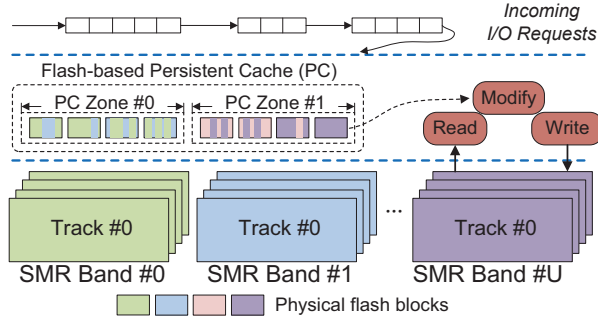 Incoming
I/O Requests
Flash-based Persistent Cache (PC)
PC Zone #0
PC Zone #1
Modify
Read
Write
Track #0
Track #0
...
Track #0
SMR Band #0
SMR Band #1
SMR Band #U
Physical flash blocks